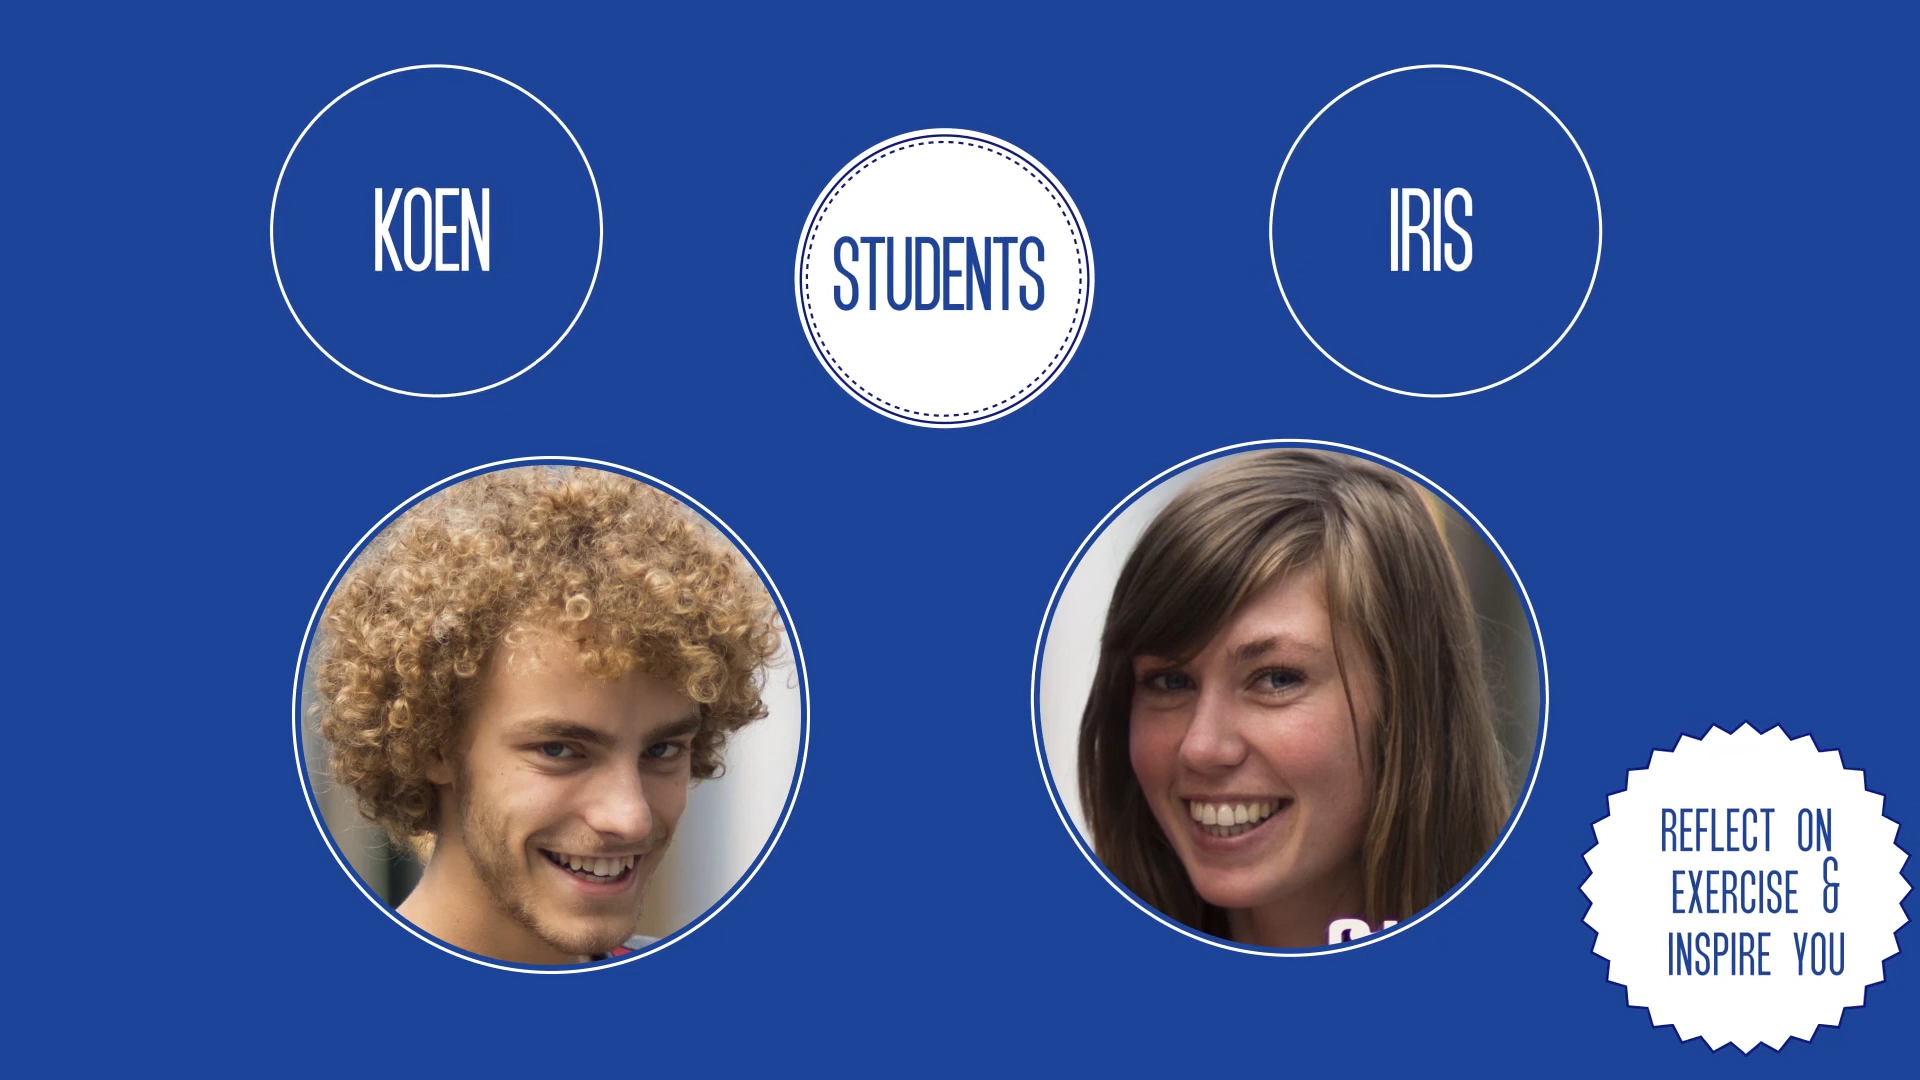 KOEN
STUDENTS
IRIS
REFLECT ON
EXERCISE &
INSPIRE YOU